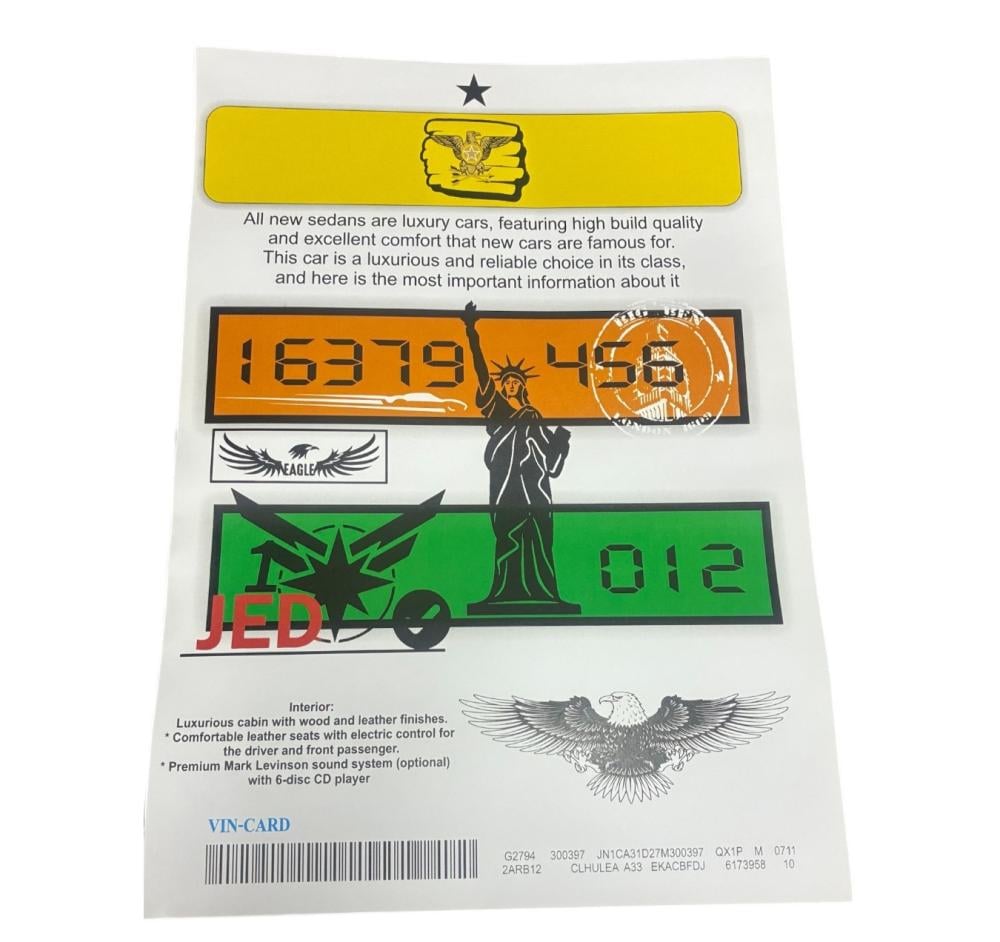 All new sedans are luxury cars, featuring high build quality
and excellent comfort that new cars are famous for.
This car is a luxurious and reliable choice in its class,
and here is the most important information about it
BIG BEN
16379 456
LONDON
EAGLE
1
012
JED
Interior:
Luxurious cabin with wood and leather finishes.
* Comfortable leather seats with electric control for
the driver and front passenger.
* Premium Mark Levinson sound system (optional)
with 6-disc CD player
VIN-CARD
G2794 300397 JN1CA31D27M300397 QX1P M 0711
2ARB12 CLHULEA A33 EKACBFDJ 6173958 10